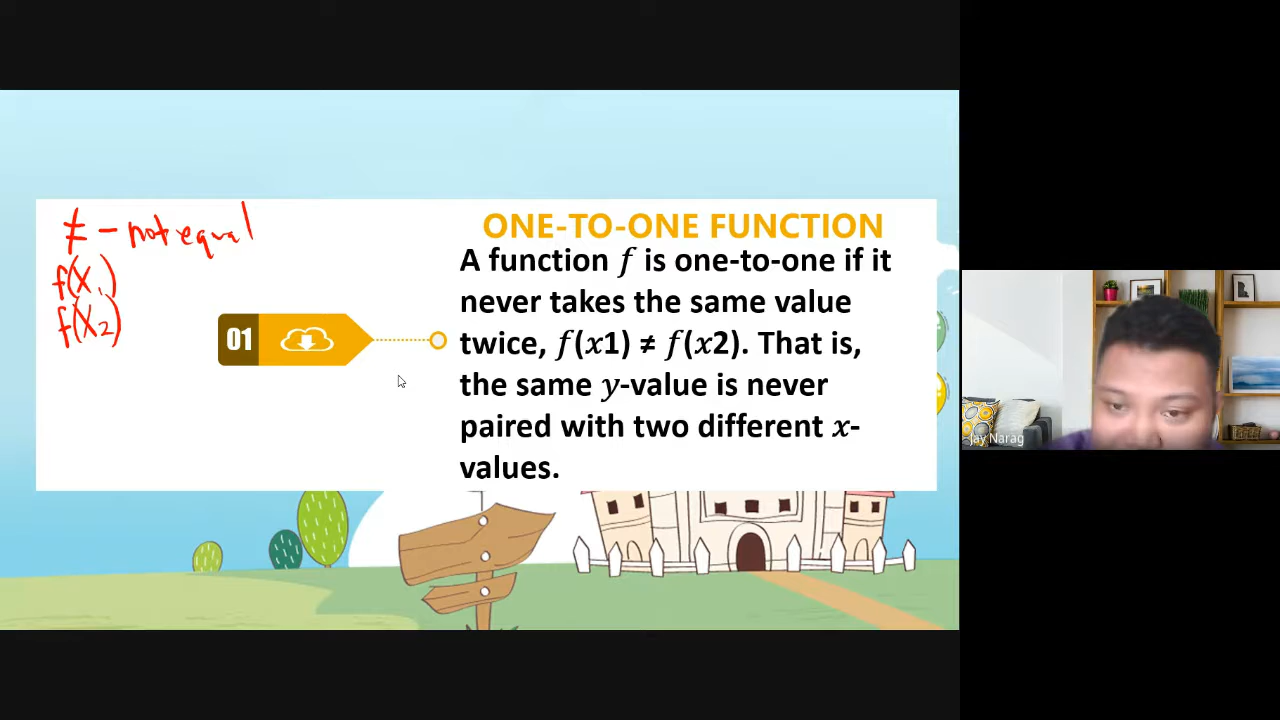 ≠ - not equal
f(x₁)
f(x₂)
01
ONE-TO-ONE FUNCTION
A function f is one-to-one if it
never takes the same value
twice, f(x1) ≠ f(x2). That is,
the same y-value is never
paired with two different x-
values.
Jay Narag